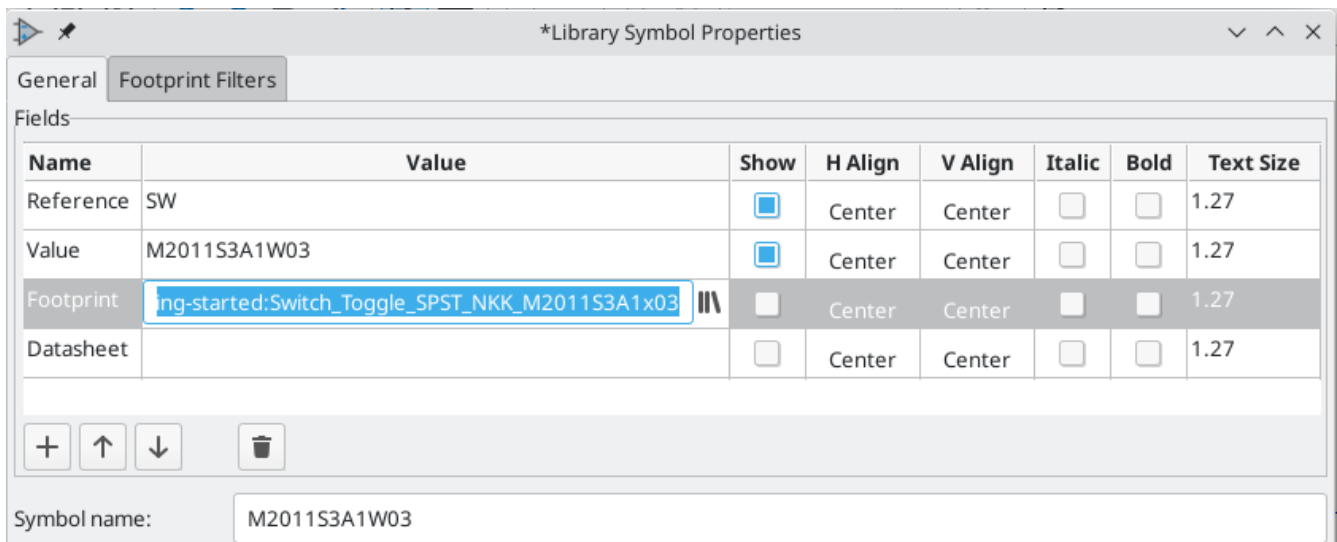 *Library Symbol Properties
General Footprint Filters
Fields
Name Value Show H Align V Align Italic Bold Text Size
Reference SW Center Center 1.27
Value M2011S3A1W03 Center Center 1.27
Footprint ing-started:Switch_Toggle_SPST_NKK_M2011S3A1x03 Center Center 1.27
Datasheet Center Center 1.27
Symbol name: M2011S3A1W03